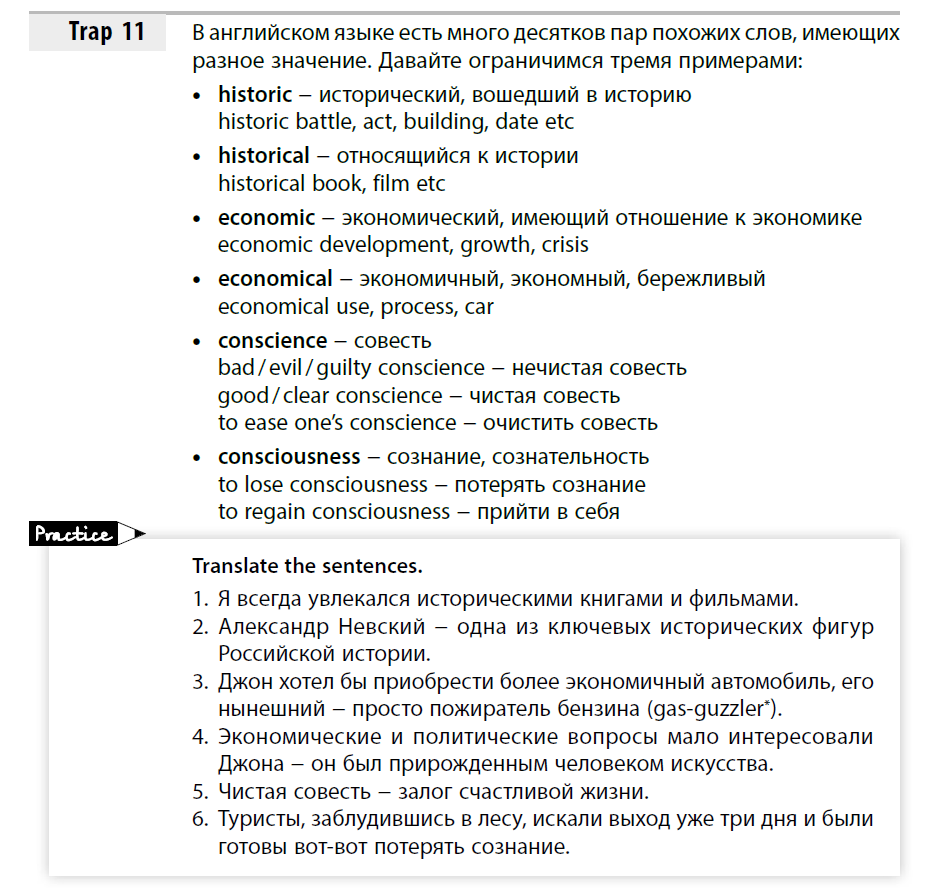 Trap 11
В английском языке есть много десятков пар похожих слов, имеющих
разное значение. Давайте ограничимся тремя примерами:
• historic – исторический, вошедший в историю
historic battle, act, building, date etc
• historical – относящийся к истории
historical book, film etc
• economic – экономический, имеющий отношение к экономике
economic development, growth, crisis
• economical – экономичный, экономный, бережливый
economical use, process, car
• conscience – совесть
bad / evil / guilty conscience – нечистая совесть
good / clear conscience – чистая совесть
to ease one’s conscience – очистить совесть
• consciousness – сознание, сознательность
to lose consciousness – потерять сознание
to regain consciousness – прийти в себя
Practice
Translate the sentences.
1. Я всегда увлекался историческими книгами и фильмами.
2. Александр Невский – одна из ключевых исторических фигур
Российской истории.
3. Джон хотел бы приобрести более экономичный автомобиль, его
нынешний – просто пожиратель бензина (gas-guzzler*).
4. Экономические и политические вопросы мало интересовали
Джона – он был прирожденным человеком искусства.
5. Чистая совесть – залог счастливой жизни.
6. Туристы, заблудившись в лесу, искали выход уже три дня и были
готовы вот-вот потерять сознание.